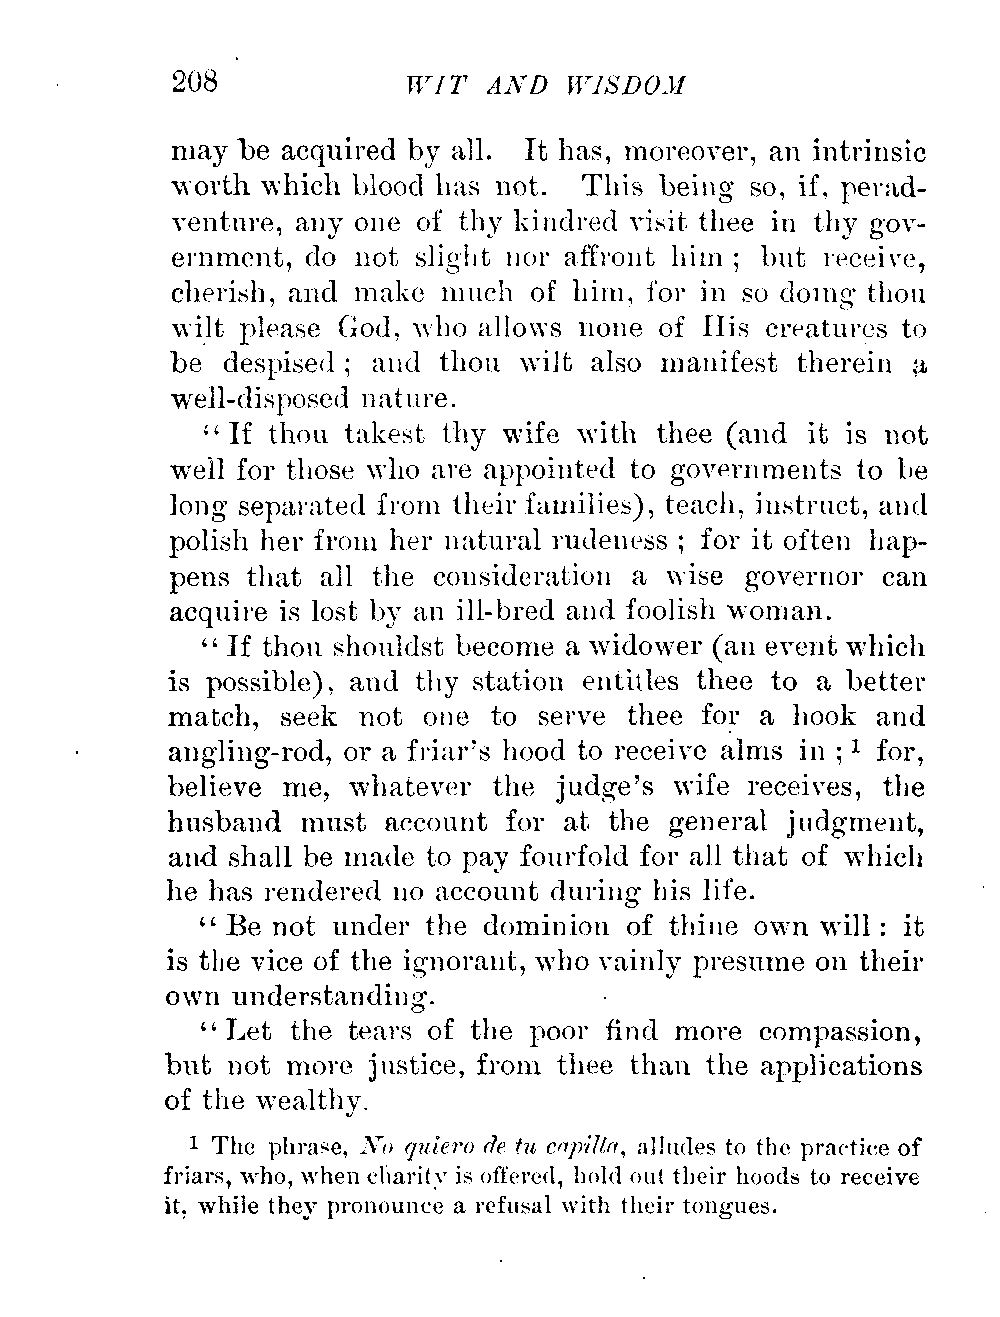 208 WIT AND WISDOM
may be acquired by all. It has, moreover, an intrinsic
worth which blood has not. This being so, if, perad-
venture, any one of thy kindred visit thee in thy gov-
ernment, do not slight nor affront him ; but receive,
cherish, and make much of him, for in so doing thou
wilt please God, who allows none of His creatures to
be despised ; and thou wilt also manifest therein a
well-disposed nature.
“ If thou takest thy wife with thee (and it is not
well for those who are appointed to governments to be
long separated from their families), teach, instruct, and
polish her from her natural rudeness ; for it often hap-
pens that all the consideration a wise governor can
acquire is lost by an ill-bred and foolish woman.
“ If thou shouldst become a widower (an event which
is possible), and thy station entitles thee to a better
match, seek not one to serve thee for a hook and
angling-rod, or a friar’s hood to receive alms in ; 1 for,
believe me, whatever the judge’s wife receives, the
husband must account for at the general judgment,
and shall be made to pay fourfold for all that of which
he has rendered no account during his life.
“ Be not under the dominion of thine own will : it
is the vice of the ignorant, who vainly presume on their
own understanding.
“ Let the tears of the poor find more compassion,
but not more justice, from thee than the applications
of the wealthy.
1 The phrase, No quiero de tu capilla, alludes to the practice of
friars, who, when charity is offered, hold out their hoods to receive
it, while they pronounce a refusal with their tongues.